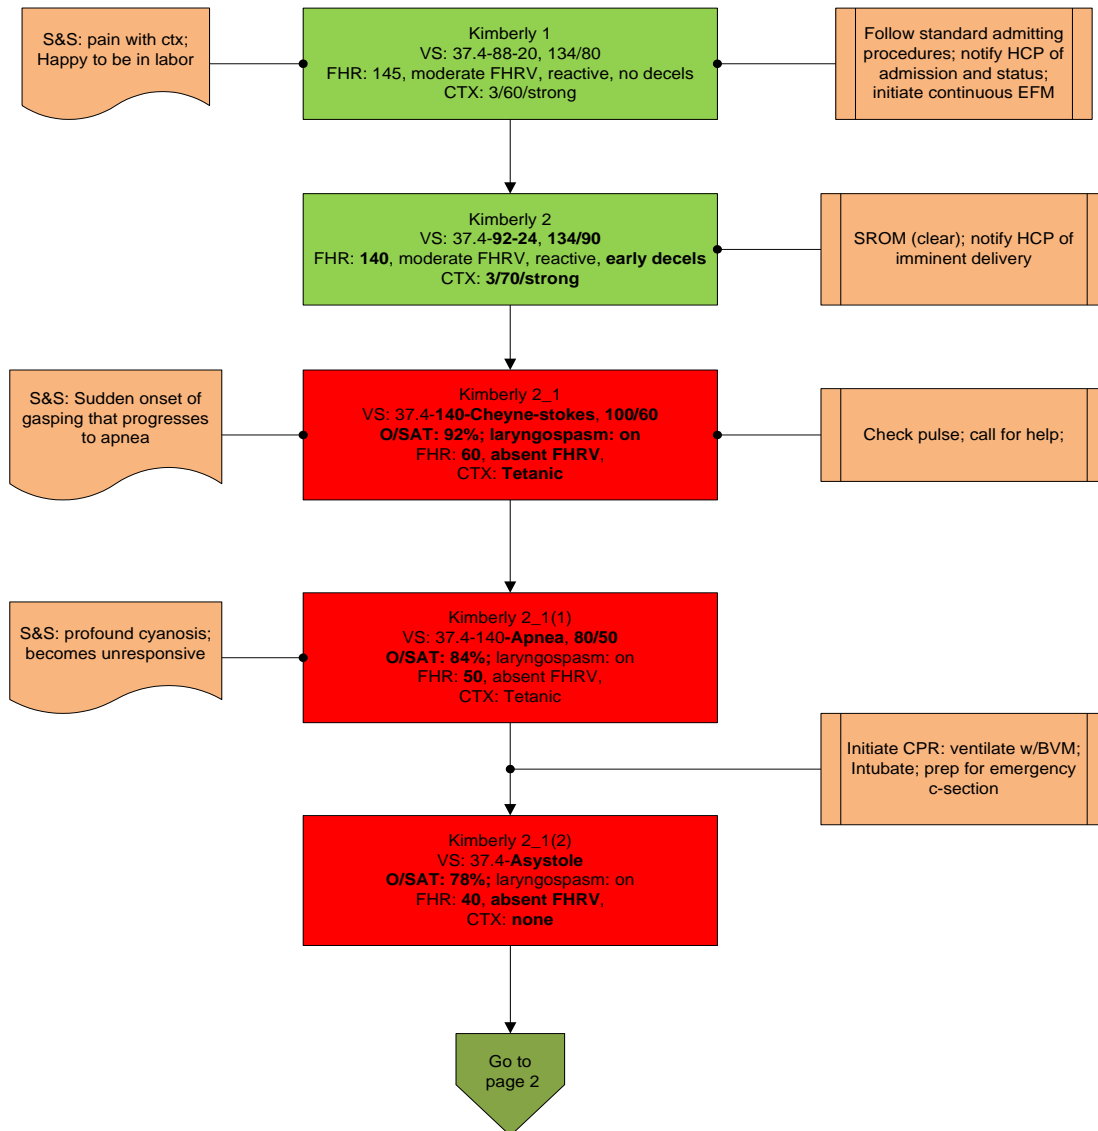 S&S: pain with ctx;
Happy to be in labor
Kimberly 1
VS: 37.4-88-20, 134/80
FHR: 145, moderate FHRV, reactive, no decels
CTX: 3/60/strong
Follow standard admitting
procedures; notify HCP of
admission and status;
initiate continuous EFM
Kimberly 2
VS: 37.4-92-24, 134/90
FHR: 140, moderate FHRV, reactive, early decels
CTX: 3/70/strong
SROM (clear); notify HCP of
imminent delivery
S&S: Sudden onset of
gasping that progresses
to apnea
Kimberly 2_1
VS: 37.4-140-Cheyne-stokes, 100/60
O/SAT: 92%; laryngospasm: on
FHR: 60, absent FHRV,
CTX: Tetanic
Check pulse; call for help;
S&S: profound cyanosis;
becomes unresponsive
Kimberly 2_1(1)
VS: 37.4-140-Apnea, 80/50
O/SAT: 84%; laryngospasm: on
FHR: 50, absent FHRV,
CTX: Tetanic
Initiate CPR: ventilate w/BVM;
Intubate; prep for emergency
c-section
Kimberly 2_1(2)
VS: 37.4-Asystole
O/SAT: 78%; laryngospasm: on
FHR: 40, absent FHRV,
CTX: none
Go to
page 2